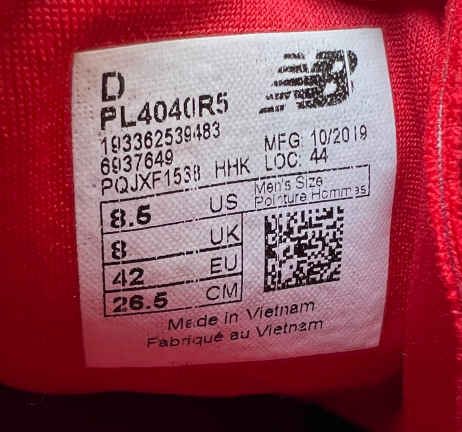 D
PL4040R5
193362539483
6937649
PQJXF1538 HHK
NB
MFG: 10/2019
LOC: 44
Men's Size
Pointure Hommes
8.5 US
8 UK
42 EU
26.5 CM
Made in Vietnam
Fabriqué au Vietnam